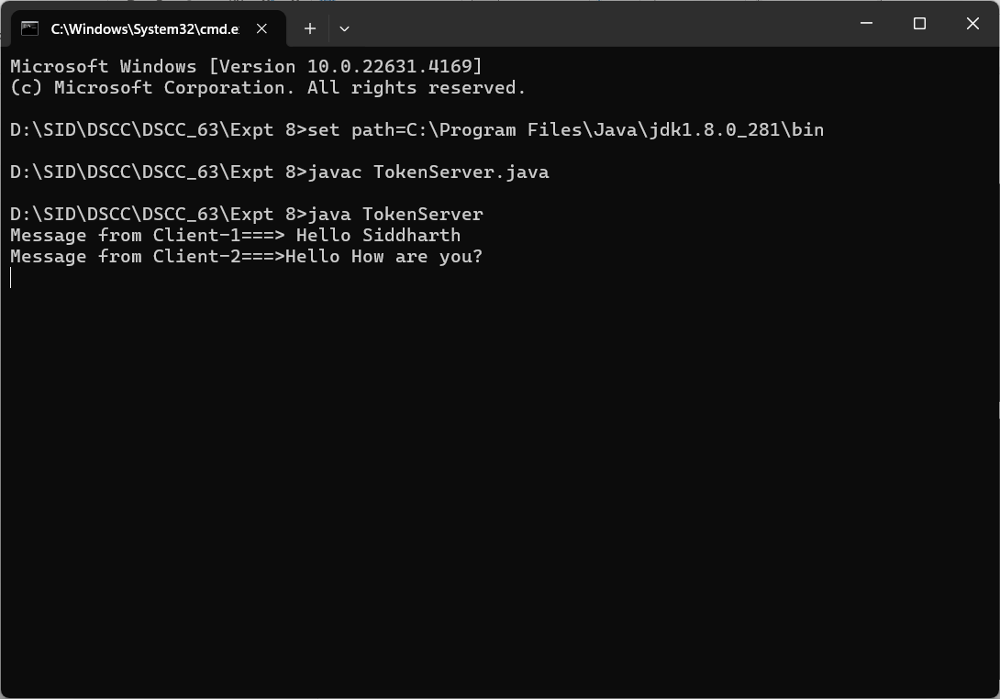 C:\Windows\System32\cmd.e
Microsoft Windows [Version 10.0.22631.4169]
(c) Microsoft Corporation. All rights reserved.
D:\SID\DSCC\DSCC_63\Expt 8>set path=C:\Program Files\Java\jdk1.8.0_281\bin
D:\SID\DSCC\DSCC_63\Expt 8>javac TokenServer.java
D:\SID\DSCC\DSCC_63\Expt 8>java TokenServer
Message from Client-1===> Hello Siddharth
Message from Client-2===>Hello How are you?